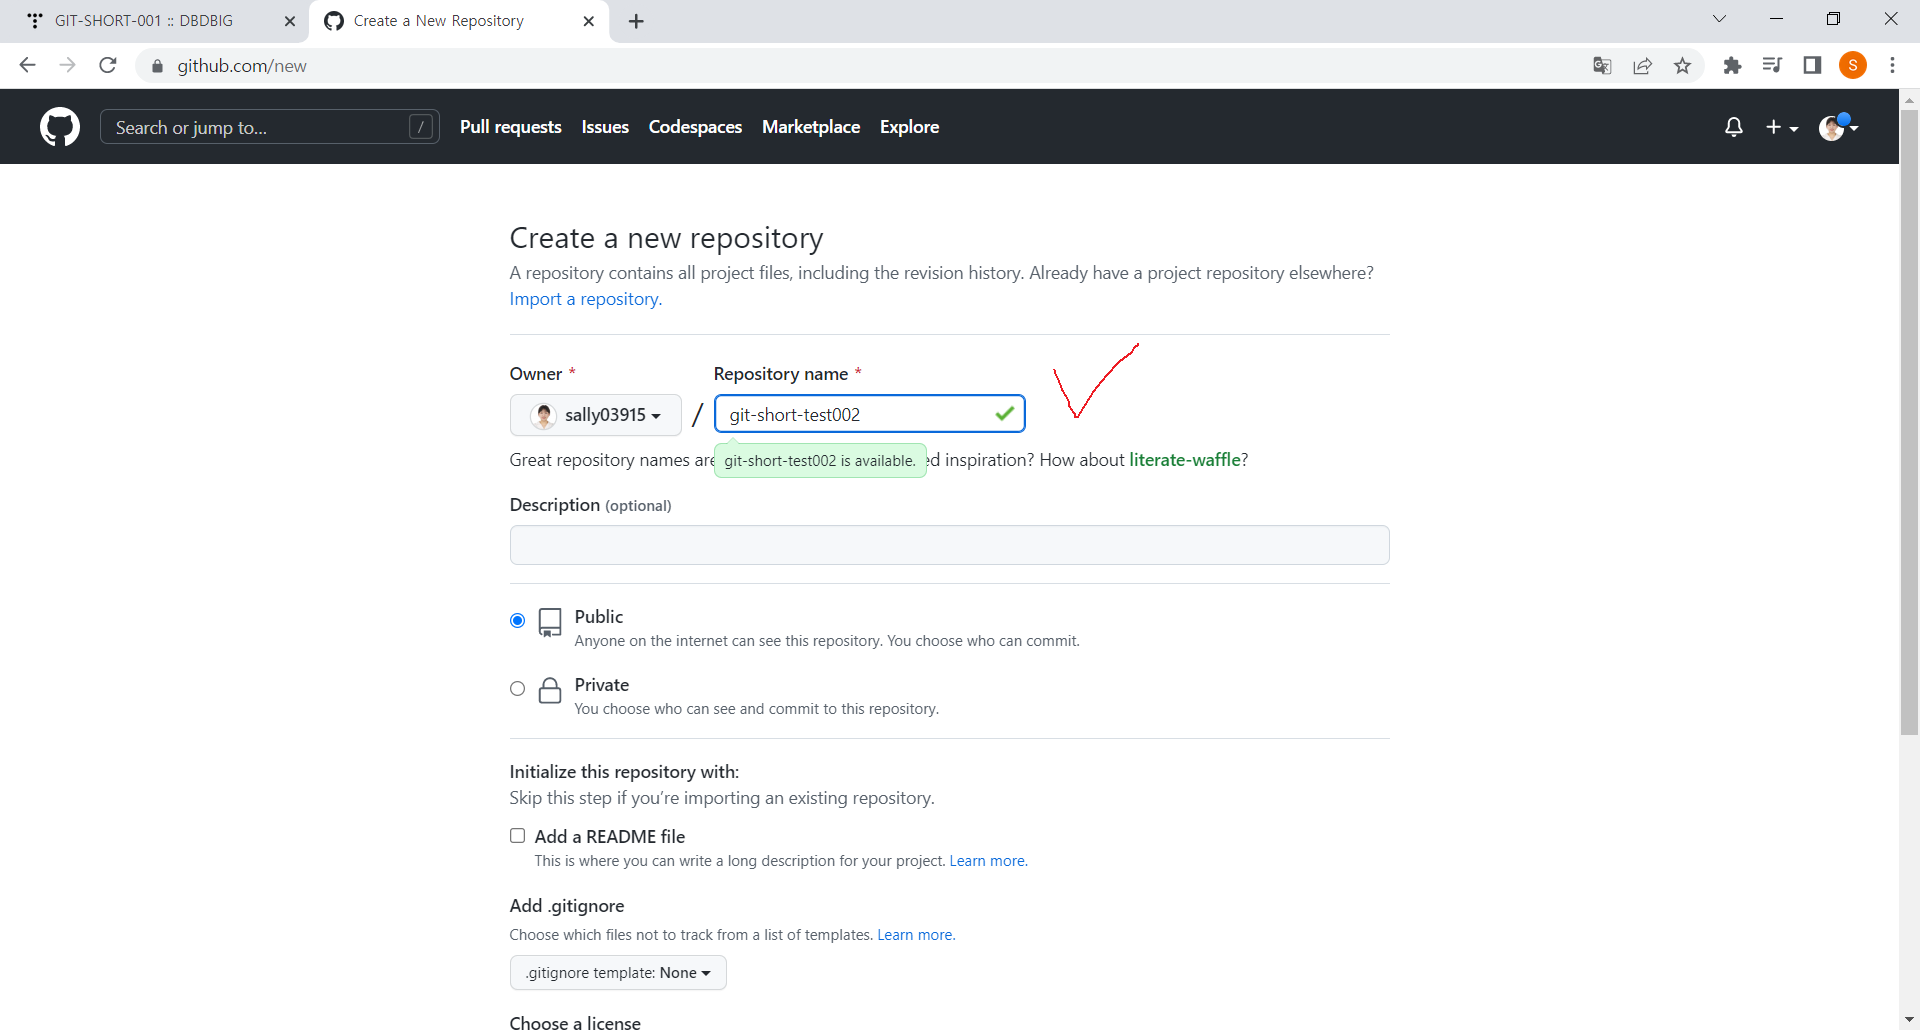 GIT-SHORT-001 :: DBDBIG
Create a New Repository
github.com/new
S
Search or jump to...
/
Pull requests
Issues
Codespaces
Marketplace
Explore
Create a new repository
A repository contains all project files, including the revision history. Already have a project repository elsewhere?
Import a repository.
Owner *
Repository name *
sally03915
/
git-short-test002
Great repository names are
git-short-test002 is available.
ed inspiration? How about literate-waffle?
Description (optional)
Public
Anyone on the internet can see this repository. You choose who can commit.
Private
You choose who can see and commit to this repository.
Initialize this repository with:
Skip this step if you’re importing an existing repository.
Add a README file
This is where you can write a long description for your project. Learn more.
Add .gitignore
Choose which files not to track from a list of templates. Learn more.
.gitignore template: None
Choose a license